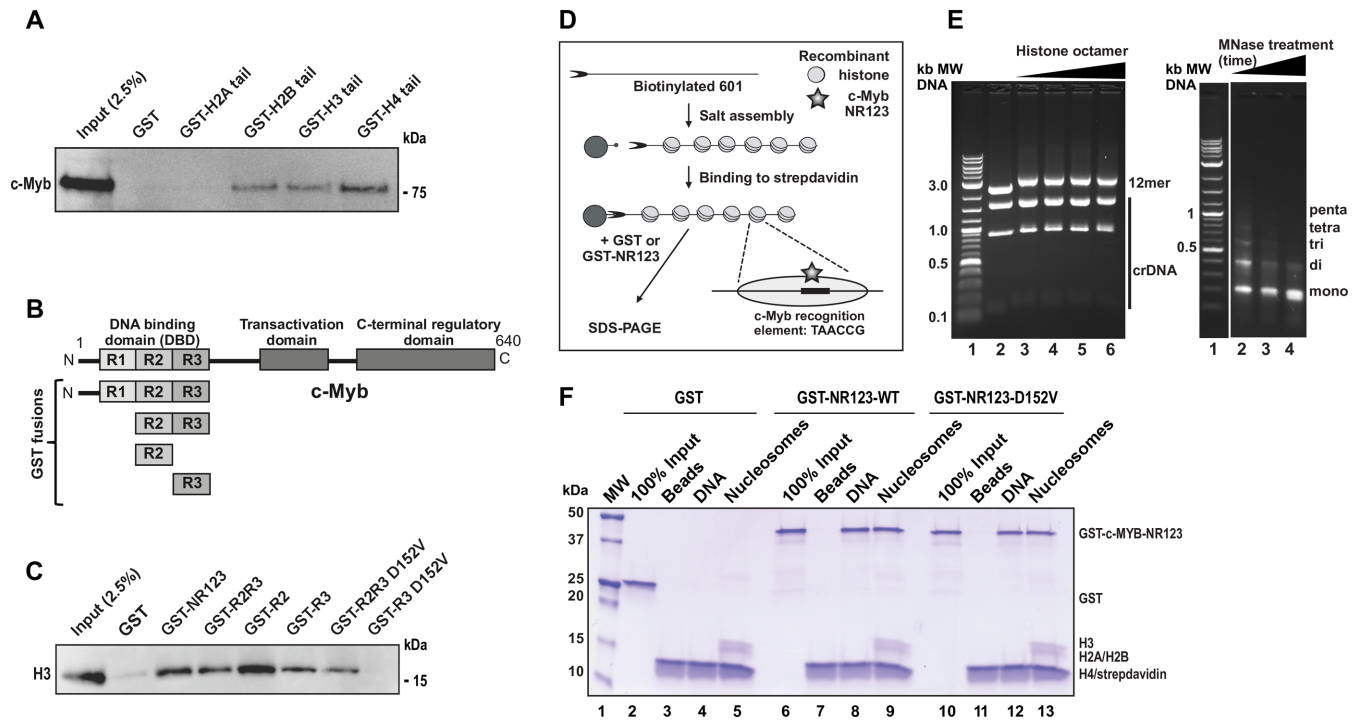 A
Input (2.5%)
GST
GST-H2A tail
GST-H2B tail
GST-H3 tail
GST-H4 tail
kDa
c-Myb
- 75
B
1
DNA binding
domain (DBD)
Transactivation
domain
C-terminal regulatory
domain
640
N
R1
R2
R3
C
N
R1
R2
R3
c-Myb
R2
R3
R2
R3
GST fusions
C
Input (2.5%)
GST
GST-NR123
GST-R2R3
GST-R2
GST-R3
GST-R2R3 D152V
GST-R3 D152V
kDa
H3
- 15
D
Recombinant
histone
c-Myb
NR123
Biotinylated 601
Salt assembly
Binding to strepdavidin
+ GST or
GST-NR123
SDS-PAGE
c-Myb recognition
element: TAACCG
E
Histone octamer
kb MW
DNA
3.0
1.0
0.5
0.1
12mer
crDNA
1 2 3 4 5 6
MNase treatment
(time)
kb MW
DNA
1
0.5
penta
tetra
tri
di
mono
1 2 3 4
F
GST
GST-NR123-WT
GST-NR123-D152V
MW
100% Input
Beads
DNA
Nucleosomes
100% Input
Beads
DNA
Nucleosomes
100% Input
Beads
DNA
Nucleosomes
kDa
50
37
25
20
15
10
GST-c-MYB-NR123
GST
H3
H2A/H2B
H4/strepdavidin
1 2 3 4 5 6 7 8 9 10 11 12 13